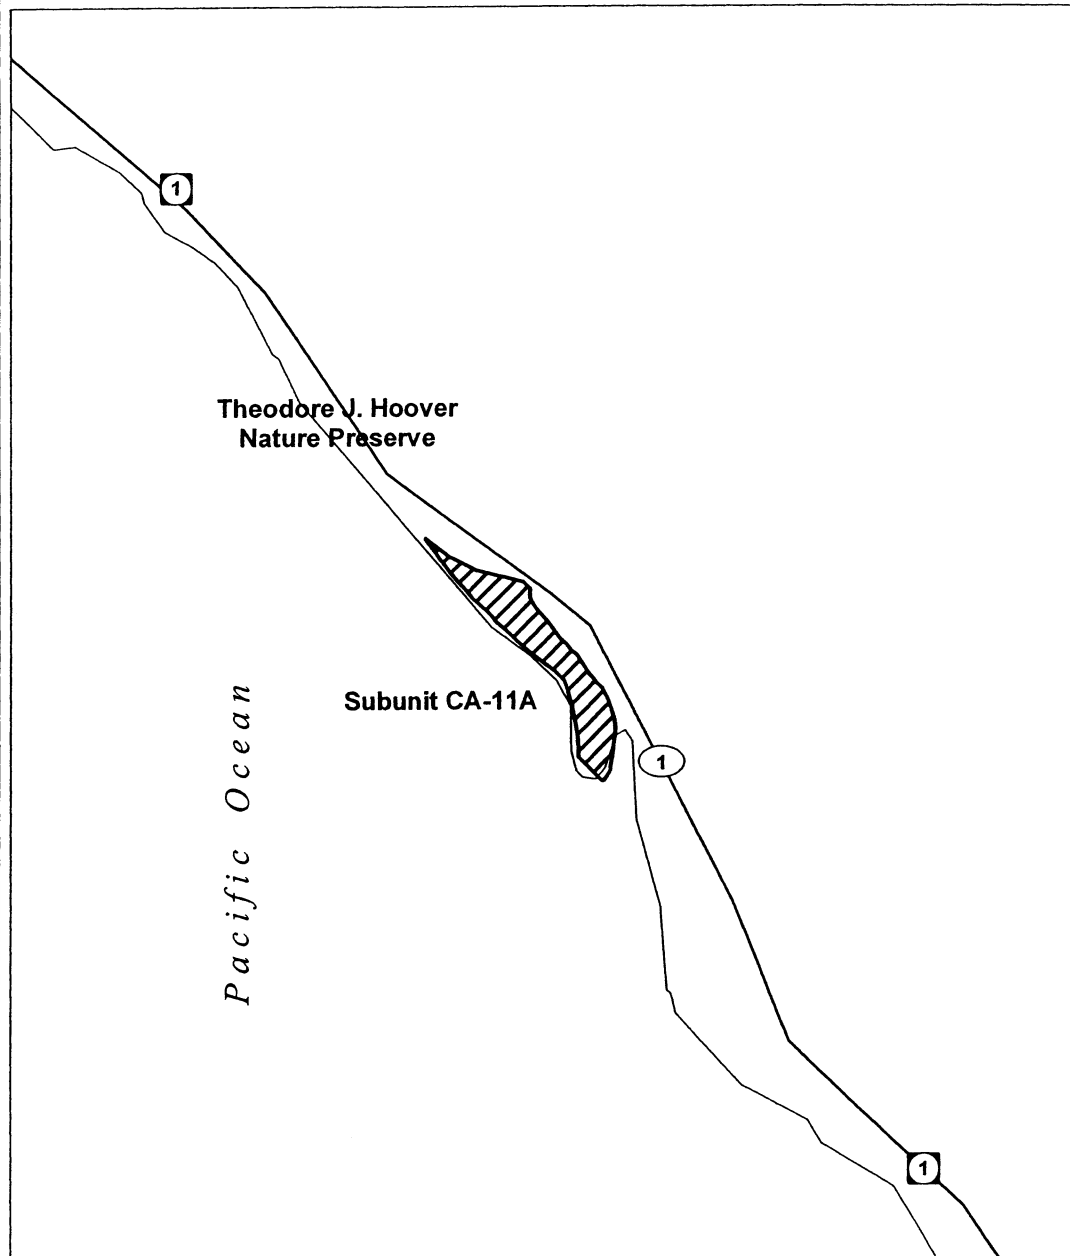 1
Theodore J. Hoover
Nature Preserve
Subunit CA-11A
Pacific Ocean
1
1